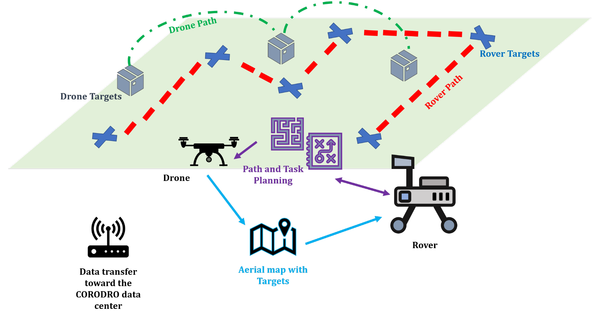 Drone Path
Rover Targets
Drone Targets
Rover Path
Drone
Path and Task
Planning
Rover
Aerial map with
Targets
Data transfer
toward the
CORODRO data
center